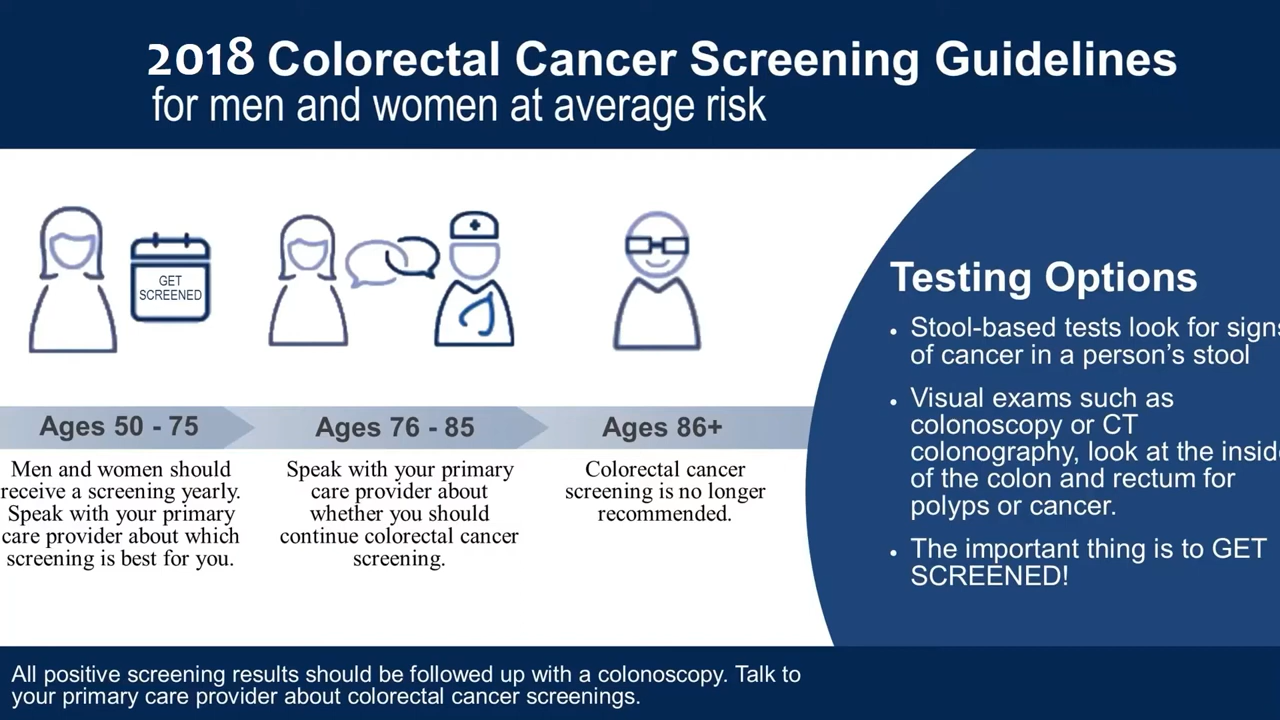 2018 Colorectal Cancer Screening Guidelines
for men and women at average risk
GET
SCREENED
Ages 50 - 75
Men and women should
receive a screening yearly.
Speak with your primary
care provider about which
screening is best for you.
Ages 76 - 85
Speak with your primary
care provider about
whether you should
continue colorectal cancer
screening.
Ages 86+
Colorectal cancer
screening is no longer
recommended.
Testing Options
• Stool-based tests look for signs
of cancer in a person's stool
• Visual exams such as
colonoscopy or CT
colonography, look at the inside
of the colon and rectum for
polyps or cancer.
• The important thing is to GET
SCREENED!
All positive screening results should be followed up with a colonoscopy. Talk to
your primary care provider about colorectal cancer screenings.